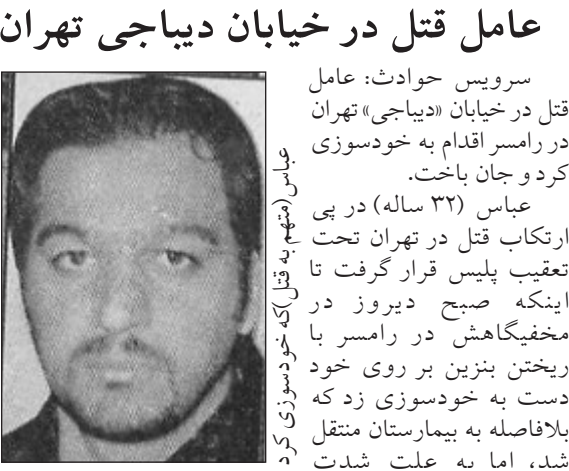 عامل قتل در خیابان دیباجی تهران
سرویس حوادث: عامل
قتل در خیابان «دیباجی» تهران
در رامسر اقدام به خودسوزی
کرد و جان باخت.
عباس (۳۲ ساله) در پی
ارتکاب قتل در تهران تحت
تعقیب پلیس قرار گرفت تا
اینکه صبح دیروز در
مخفیگاهش در رامسر با
ریختن بنزین بر روی خود
دست به خودسوزی زد که
بلافاصله به بیمارستان منتقل
شد، اما به علت شدت
عباس(متهم به قتل)که خودسوزی کرد